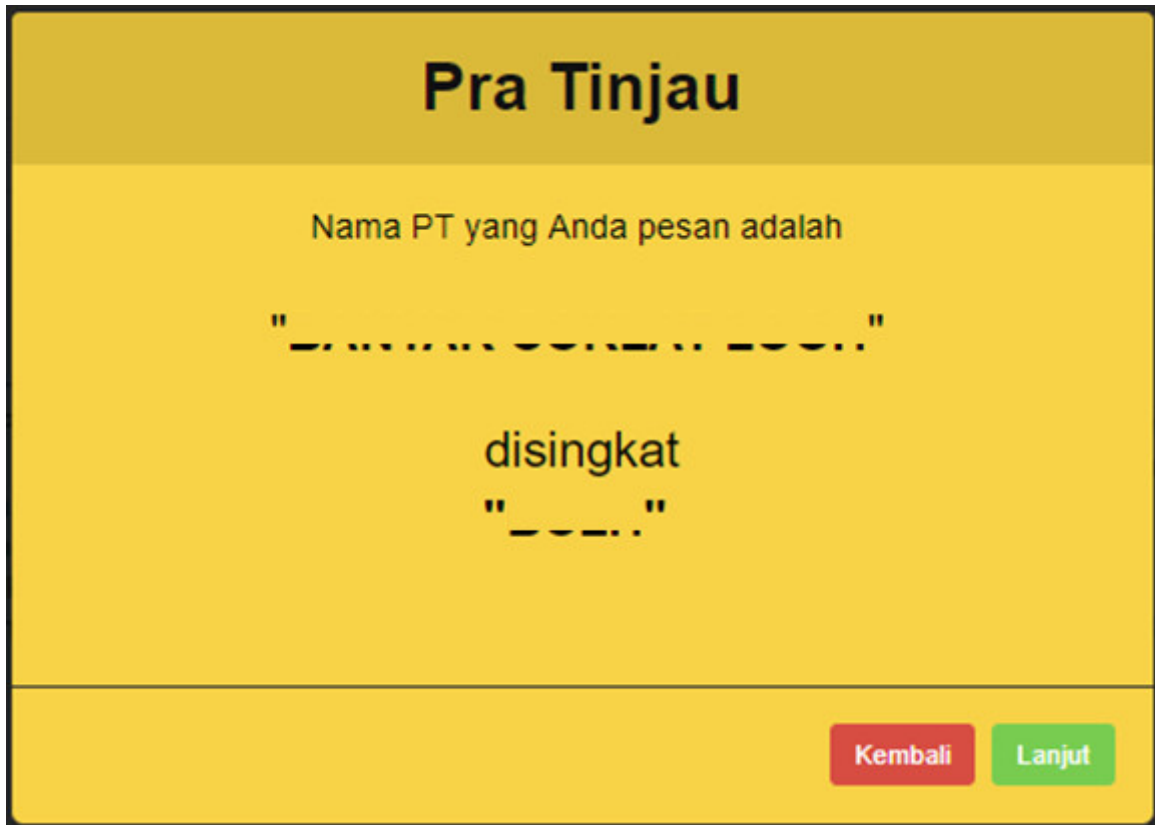 Pra Tinjau
Nama PT yang Anda pesan adalah
disingkat
Kembali
Lanjut